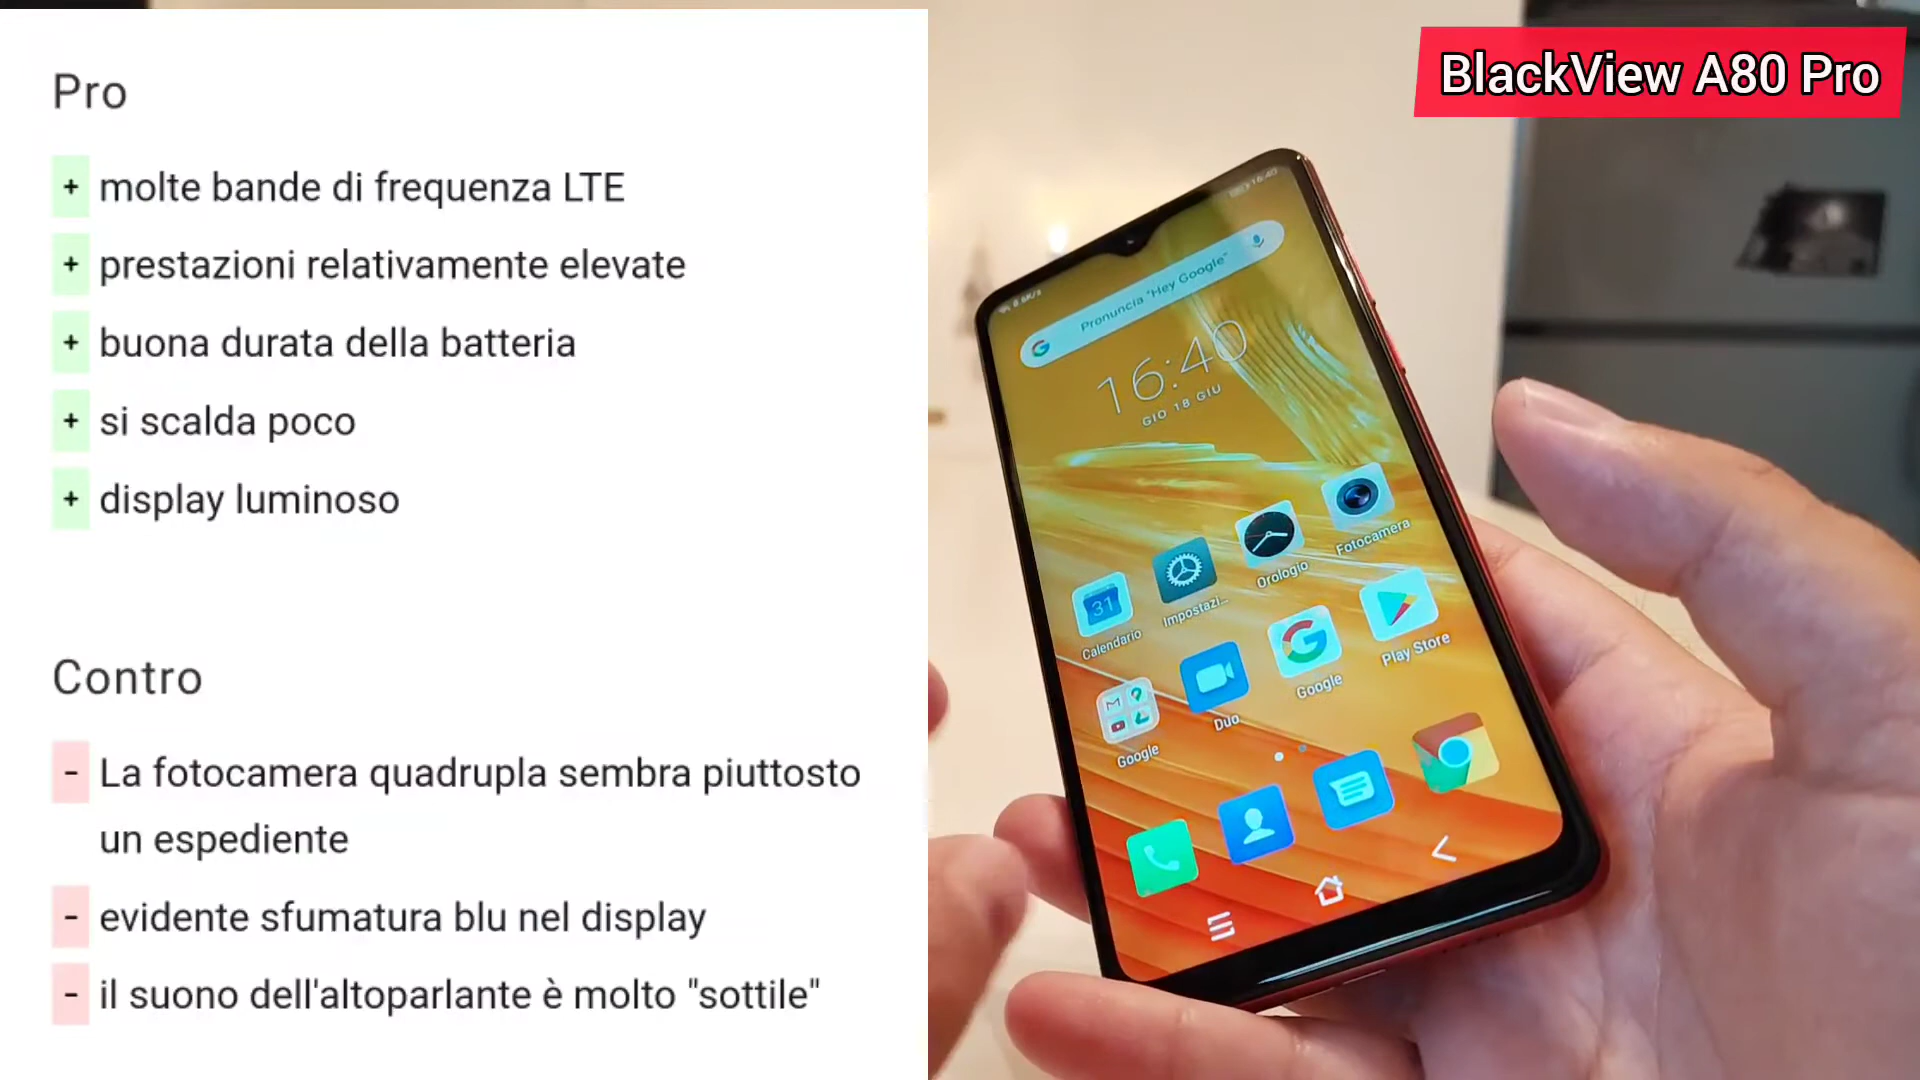 Pro
+ molte bande di frequenza LTE
+ prestazioni relativamente elevate
+ buona durata della batteria
+ si scalda poco
+ display luminoso
Contro
- La fotocamera quadrupla sembra piuttosto
un espediente
- evidente sfumatura blu nel display
- il suono dell'altoparlante è molto "sottile"
BlackView A80 Pro
16:40
Pronuncia "Hey Google"
16:40
GIO 18 GIU
31
Calendario
Impostazi...
Orologio
Fotocamera
Google
Duo
Google
Play Store